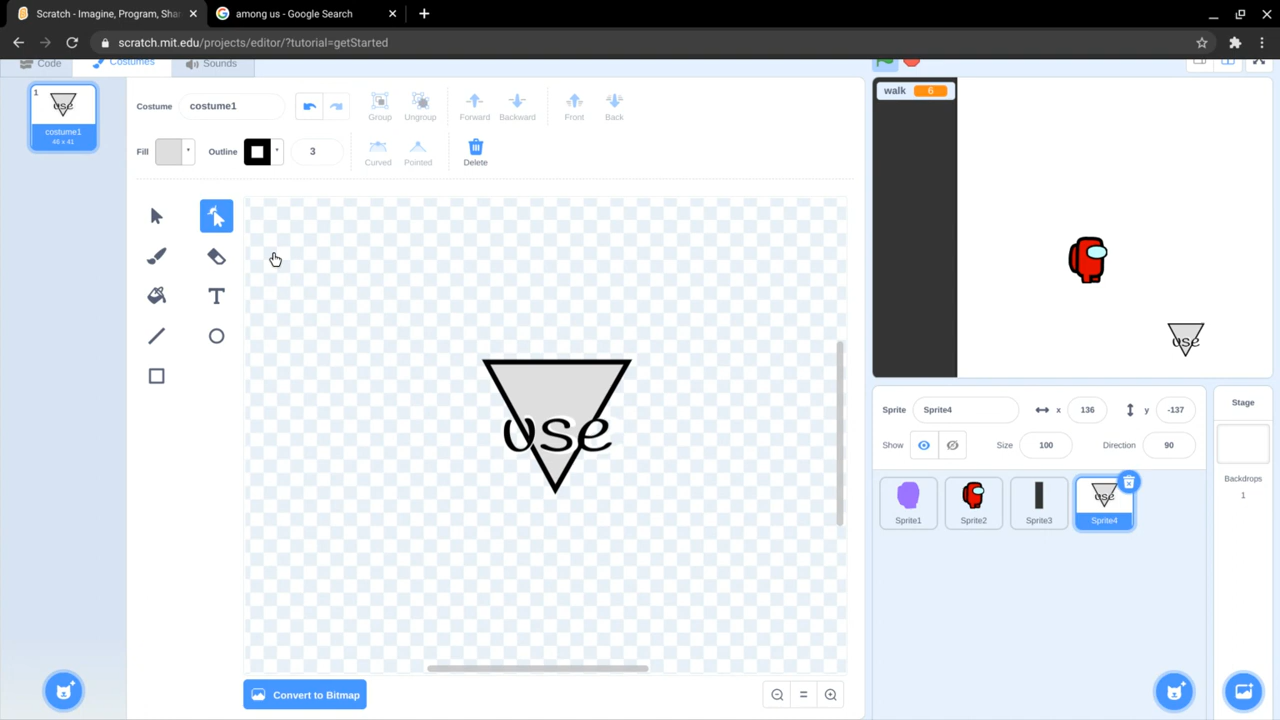 Scratch - Imagine, Program, Shar
among us - Google Search
scratch.mit.edu/projects/editor/?tutorial=getStarted
Code
Costumes
Sounds
1
use
costume1
46 x 41
Costume
costume1
Group
Ungroup
Forward
Backward
Front
Back
Fill
Outline
3
Curved
Pointed
Delete
T
use
Convert to Bitmap
walk 6
use
Sprite
Sprite4
x
136
y
-137
Show
Size
100
Direction
90
Sprite1
Sprite2
Sprite3
use
Sprite4
Stage
Backdrops
1